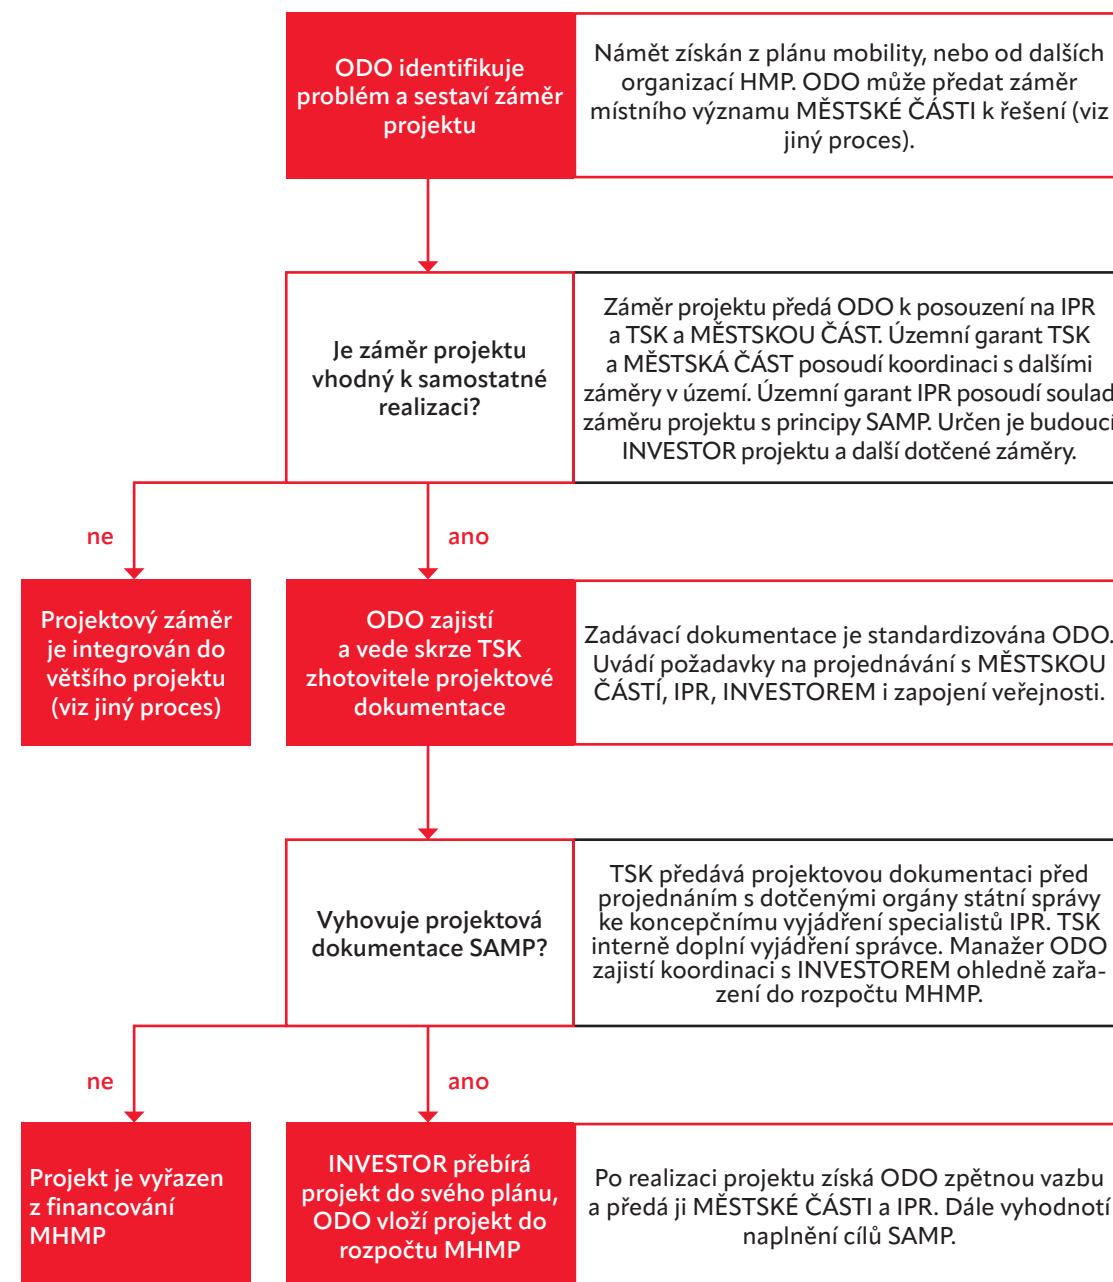 ODO identifikuje
problém a sestaví záměr
projektu
Námět získán z plánu mobility, nebo od dalších
organizací HMP. ODO může předat záměr
místního významu MĚSTSKÉ ČÁSTI k řešení (viz
jiný proces).
Je záměr projektu
vhodný k samostatné
realizaci?
Záměr projektu předá ODO k posouzení na IPR
a TSK a MĚSTSKOU ČÁST. Územní garant TSK
a MĚSTSKÁ ČÁST posoudí koordinaci s dalšími
záměry v území. Územní garant IPR posoudí soulad
záměru projektu s principy SAMP. Určen je budoucí
INVESTOR projektu a další dotčené záměry.
ne
ano
Projektový záměr
je integrován do
většího projektu
(viz jiný proces)
ODO zajistí
a vede skrze TSK
zhotovitele projektové
dokumentace
Zadávací dokumentace je standardizována ODO.
Uvádí požadavky na projednávání s MĚSTSKOU
ČÁSTÍ, IPR, INVESTOREM i zapojení veřejnosti.
Vyhovuje projektová
dokumentace SAMP?
TSK předává projektovou dokumentaci před
projednáním s dotčenými orgány státní správy
ke koncepčnímu vyjádření specialistů IPR. TSK
interně doplní vyjádření správce. Manažer ODO
zajistí koordinaci s INVESTOREM ohledně zařa-
zení do rozpočtu MHMP.
ne
ano
Projekt je vyřazen
z financování
MHMP
INVESTOR přebírá
projekt do svého plánu,
ODO vloží projekt do
rozpočtu MHMP
Po realizaci projektu získá ODO zpětnou vazbu
a předá ji MĚSTSKÉ ČÁSTI a IPR. Dále vyhodnotí
naplnění cílů SAMP.